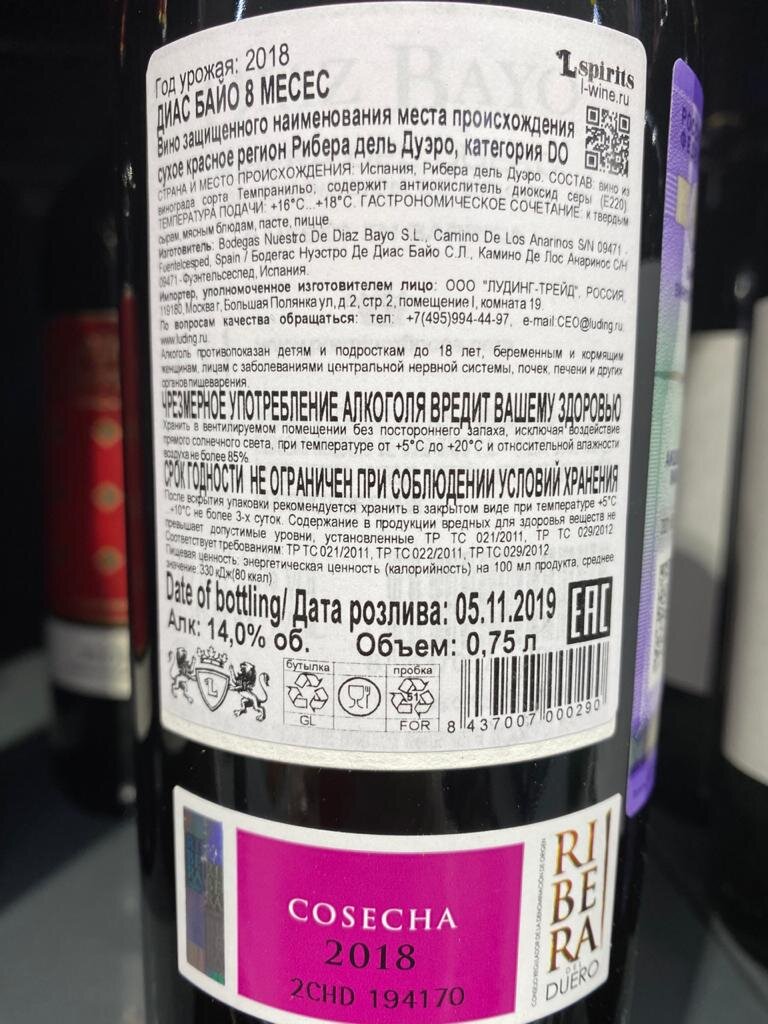 Год урожая: 2018
L spirits
l-wine.ru
ДИАС БАЙО 8 МЕСЕС
Вино защищенного наименования места происхождения
сухое красное регион Рибера дель Дуэро, категория DO
СТРАНА И МЕСТО ПРОИСХОЖДЕНИЯ: Испания, Рибера дель Дуэро. СОСТАВ: вино из
винограда сорта Темпранильо; содержит антиокислитель диоксид серы (E220).
ТЕМПЕРАТУРА ПОДАЧИ: +16°C...+18°C. ГАСТРОНОМИЧЕСКОЕ СОЧЕТАНИЕ: к твердым
сырам, мясным блюдам, пасте, пицце.
Изготовитель: Bodegas Nuestro De Diaz Bayo S.L., Camino De Los Anarinos S/N 09471 -
Fuentelcesped, Spain / Бодегас Нуэстро Де Диас Байо С.Л., Камино Де Лос Анаринос С/Н
09471 - Фуэнтельсеспед, Испания.
Импортер, уполномоченное изготовителем лицо: ООО "ЛУДИНГ-ТРЕЙД", РОССИЯ,
119180, Москва г, Большая Полянка ул, д.2, стр.2, помещение I, комната 19.
По вопросам качества обращаться: тел: +7(495)994-44-97, e-mail:CEO@luding.ru
www.luding.ru
Алкоголь противопоказан детям и подросткам до 18 лет, беременным и кормящим
женщинам, лицам с заболеваниями центральной нервной системы, почек, печени и других
органов пищеварения.
ЧРЕЗМЕРНОЕ УПОТРЕБЛЕНИЕ АЛКОГОЛЯ ВРЕДИТ ВАШЕМУ ЗДОРОВЬЮ
Хранить в вентилируемом помещении без постороннего запаха, исключая воздействие
прямого солнечного света, при температуре от +5°C до +20°C и относительной влажности
воздуха не более 85%.
СРОК ГОДНОСТИ НЕ ОГРАНИЧЕН ПРИ СОБЛЮДЕНИИ УСЛОВИЙ ХРАНЕНИЯ
После вскрытия упаковки рекомендуется хранить в закрытом виде при температуре +5°C
...+10°C не более 3-х суток. Содержание в продукции вредных для здоровья веществ не
превышает допустимые уровни, установленные ТР ТС 021/2011, ТР ТС 029/2012
Соответствует требованиям: ТР ТС 021/2011, ТР ТС 022/2011, ТР ТС 029/2012
Пищевая ценность: энергетическая ценность (калорийность) на 100 мл продукта, среднее
значение: 330 кДж(80 ккал)
Date of bottling/ Дата розлива: 05.11.2019
EAC
Алк: 14,0% об. Объем: 0,75 л
бутылка
пробка
51
GL
FOR
8 437007 000290
COSECHA
2018
2CHD 194170
RIBERA
DEL
DUERO
CONSEJO REGULADOR DE LA DENOMINACIÓN DE ORIGEN